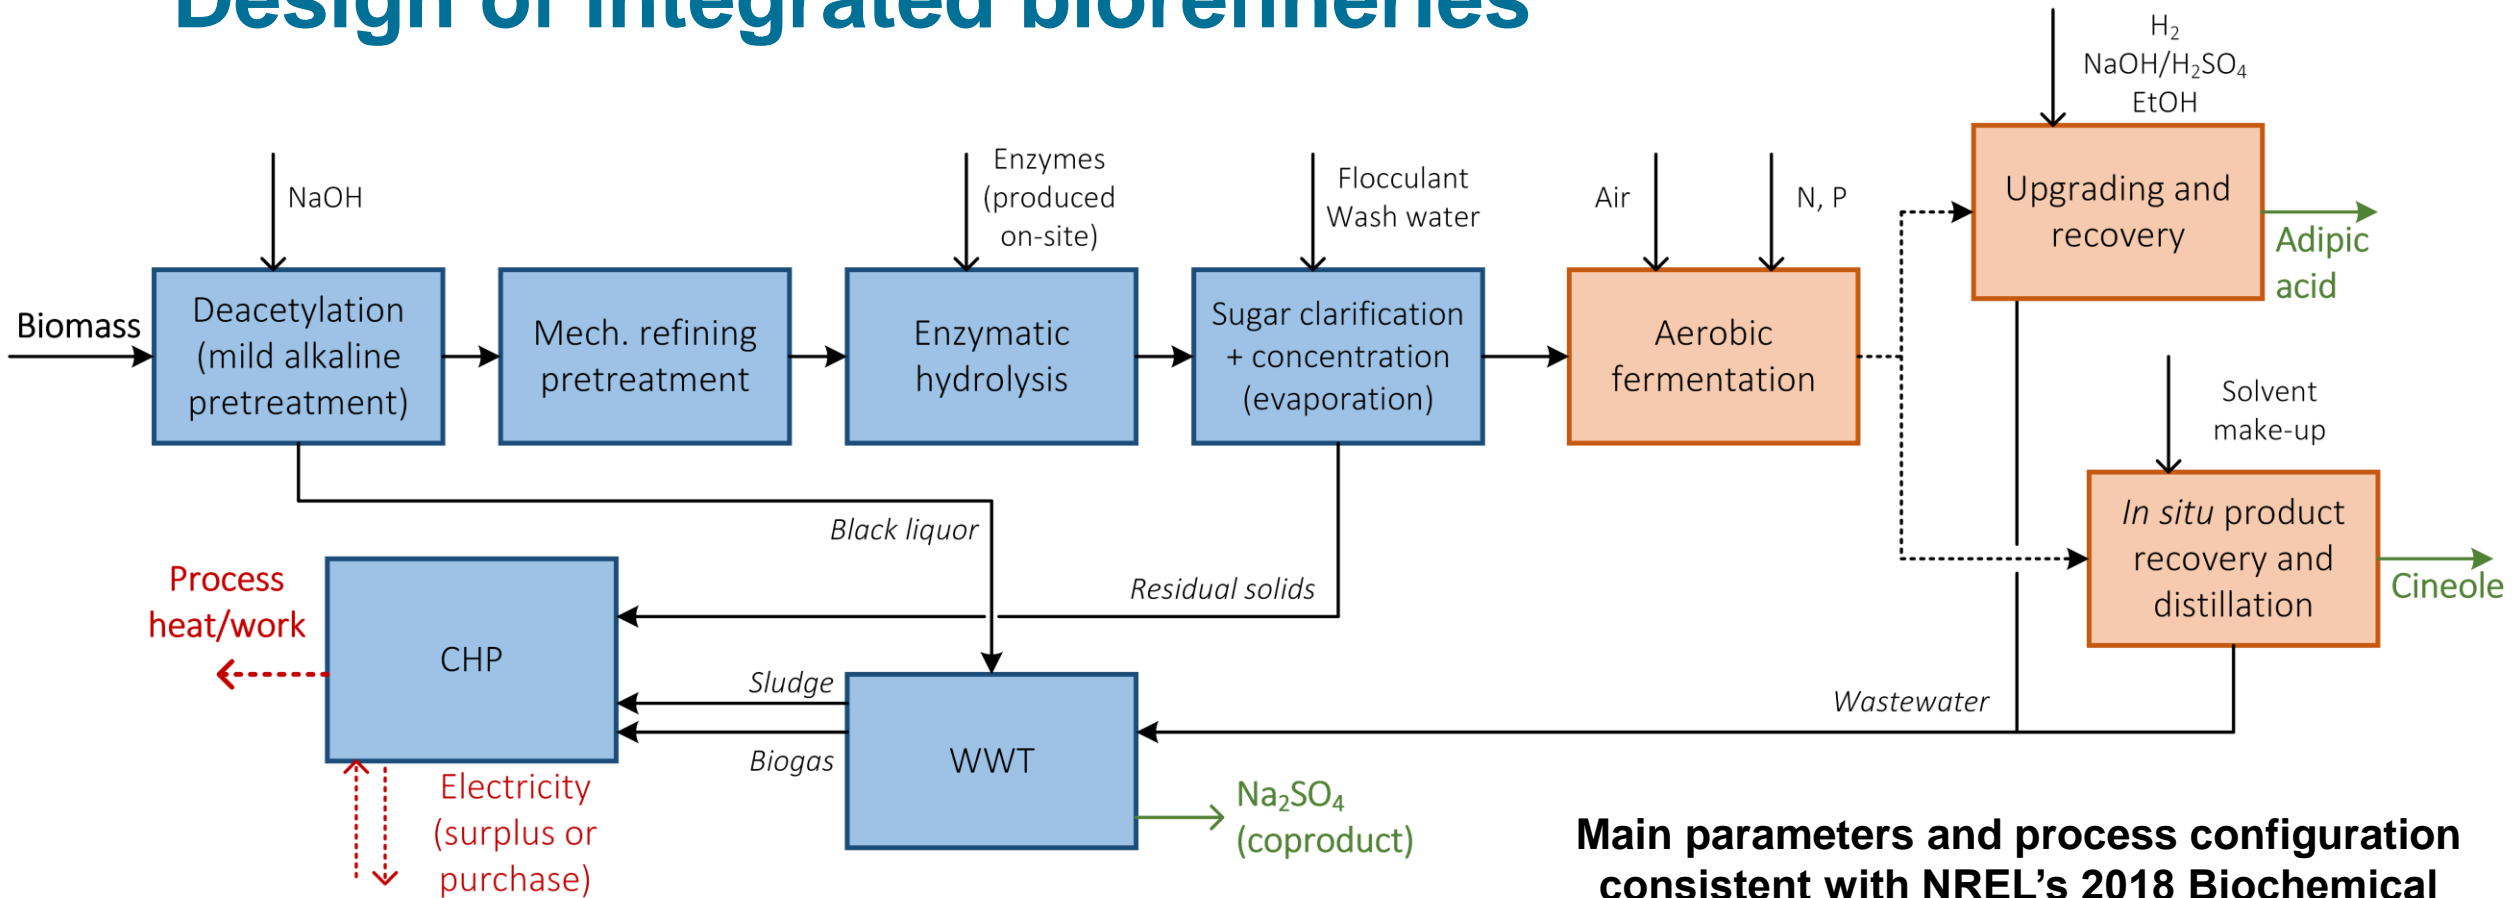 Design of integrated biorefineries
H₂
NaOH/H₂SO₄
EtOH
NaOH
Enzymes
(produced
on-site)
Flocculant
Wash water
Air
N, P
Upgrading and
recovery
Adipic
acid
Biomass
Deacetylation
(mild alkaline
pretreatment)
Mech. refining
pretreatment
Enzymatic
hydrolysis
Sugar clarification
+ concentration
(evaporation)
Aerobic
fermentation
Solvent
make-up
In situ product
recovery and
distillation
Cineole
Black liquor
Residual solids
Process
heat/work
CHP
Sludge
Biogas
WWT
Wastewater
Electricity
(surplus or
purchase)
Na₂SO₄
(coproduct)
Main parameters and process configuration
consistent with NREL’s 2018 Biochemical